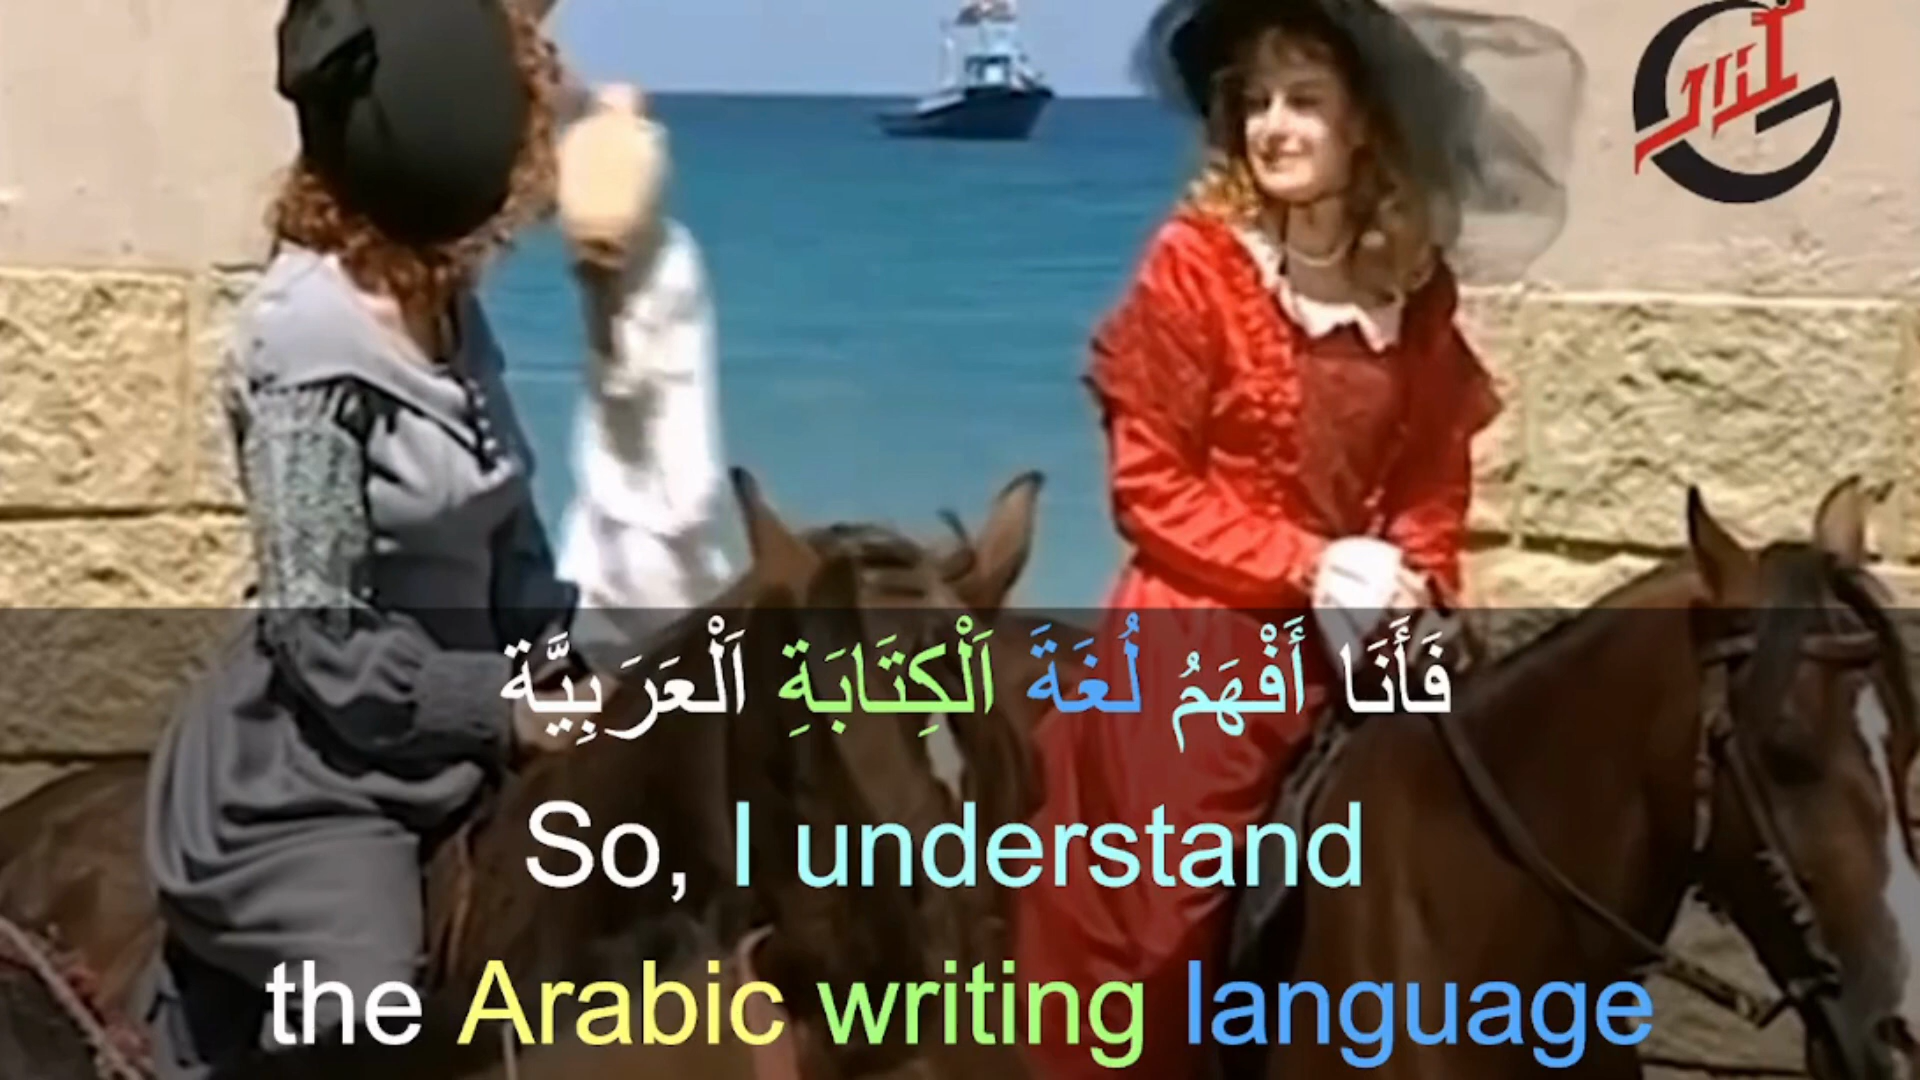 فَأَنَا أَفْهَمُ لُغَةَ اَلْكِتَابَةِ اَلْعَرَبِيَّة
So, I understand
the Arabic writing language